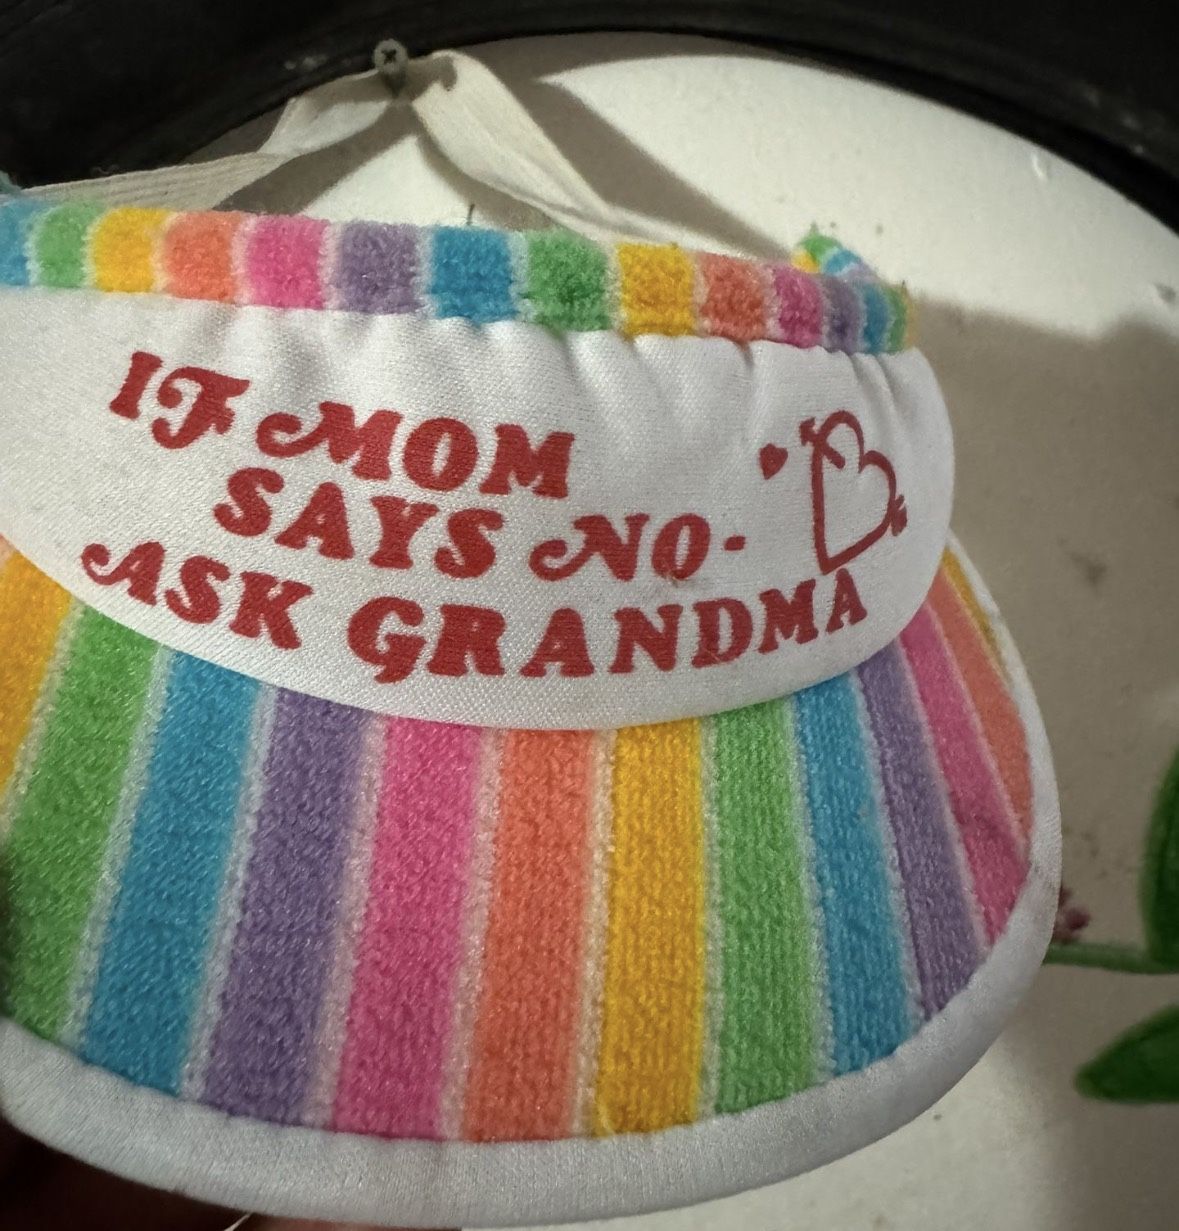 IF MOM
SAYS NO-
ASK GRANDMA